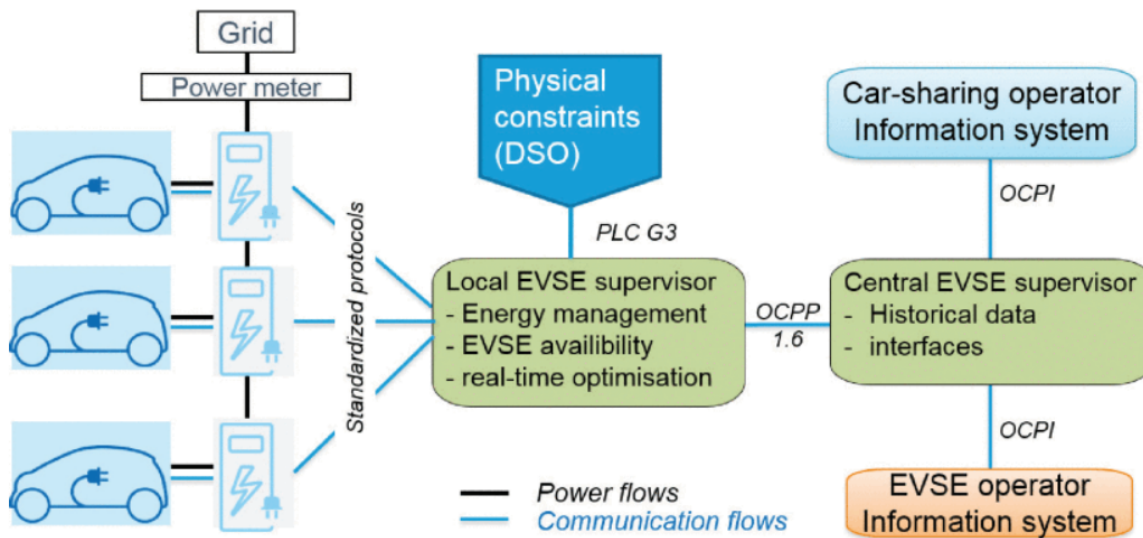 Grid
Power meter
Standardized protocols
Physical
constraints
(DSO)
PLC G3
Local EVSE supervisor
- Energy management
- EVSE availibility
- real-time optimisation
OCPP
1.6
Car-sharing operator
Information system
OCPI
Central EVSE supervisor
- Historical data
- interfaces
OCPI
EVSE operator
Information system
Power flows
Communication flows